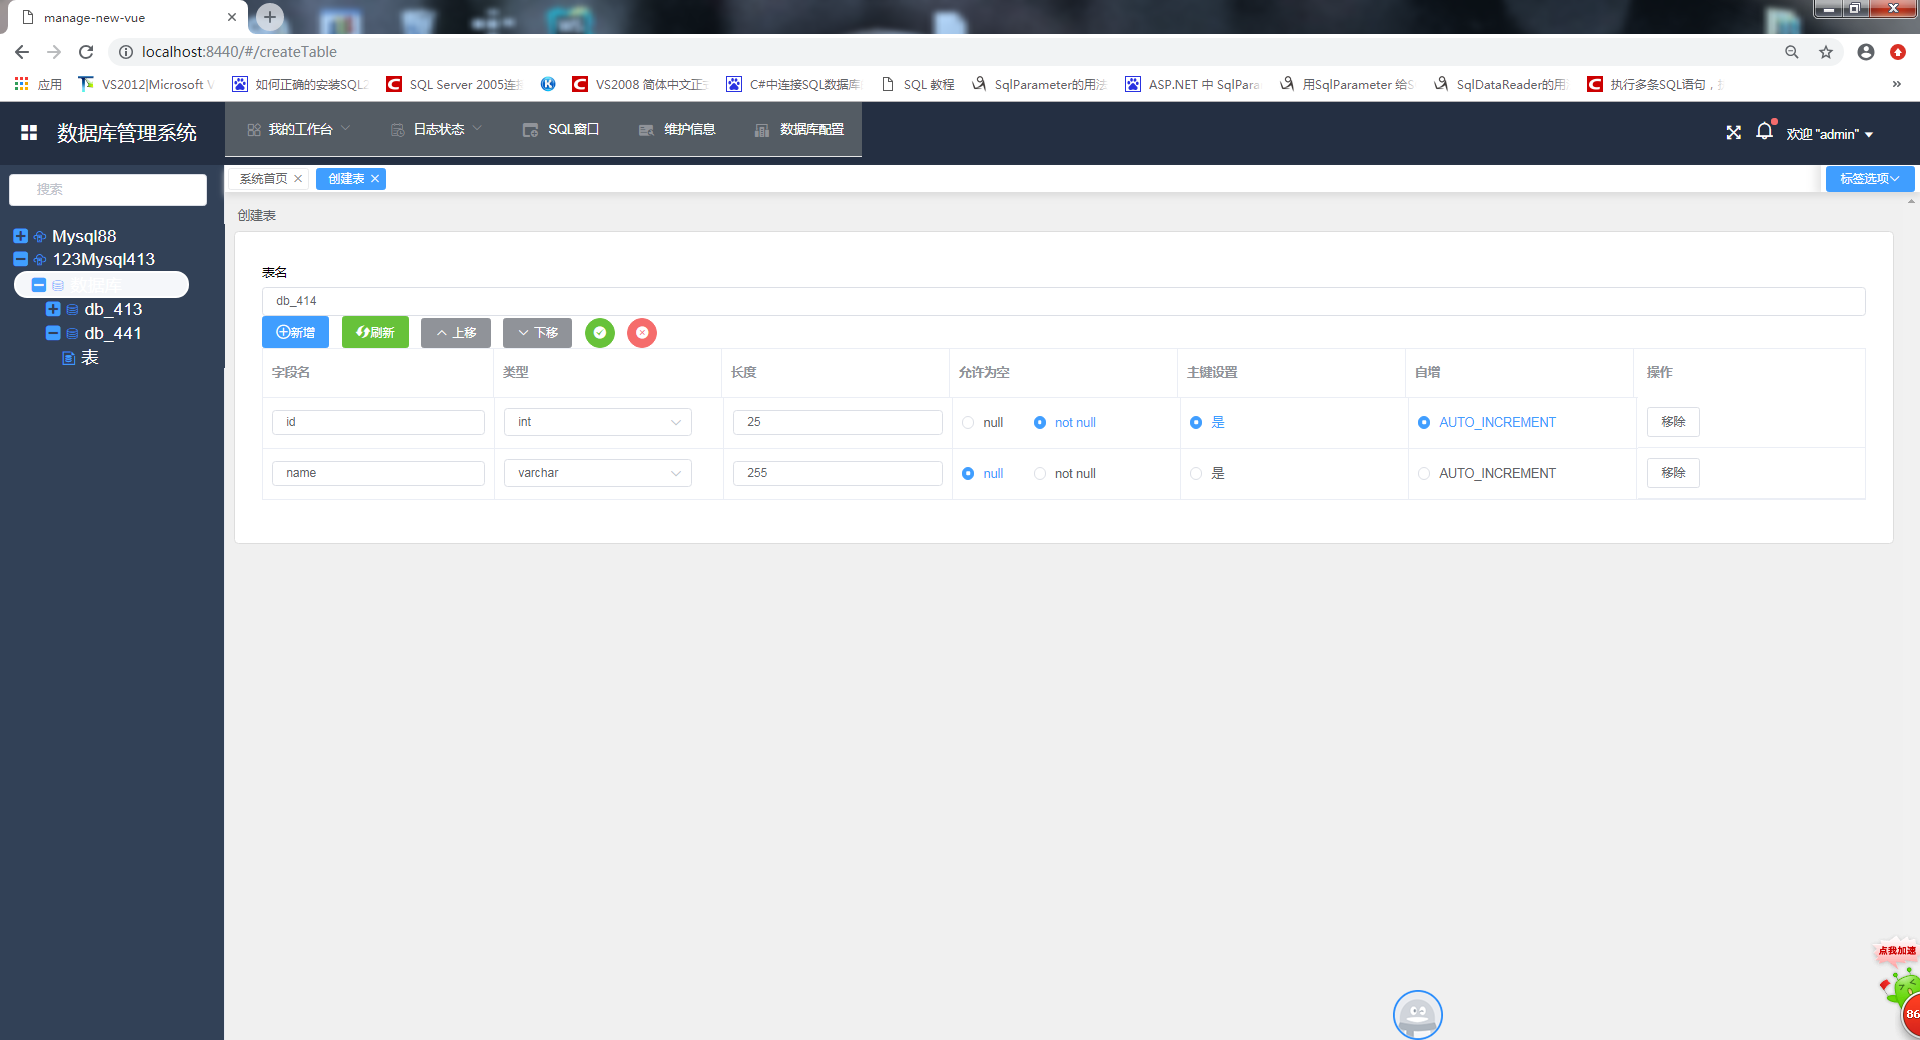 manage-new-vue
localhost:8440/#/createTable
应用
VS2012|Microsoft V
如何正确的安装SQL2
SQL Server 2005连接
VS2008 简体中文正式
C#中连接SQL数据库
SQL 教程
SqlParameter的用法
ASP.NET 中 SqlPara
用SqlParameter 给S
SqlDataReader的用
执行多条SQL语句，
»
数据库管理系统
我的工作台
日志状态
SQL窗口
维护信息
数据库配置
欢迎 "admin"
搜索
系统首页
创建表
标签选项
创建表
Mysql88
123Mysql413
数据库
db_413
db_441
表
表名
db_414
新增
刷新
上移
下移
字段名 类型 长度 允许为空 主键设置 自增 操作
id int 25 null not null 是 AUTO_INCREMENT 移除
name varchar 255 null not null 是 AUTO_INCREMENT 移除
点我加速
86